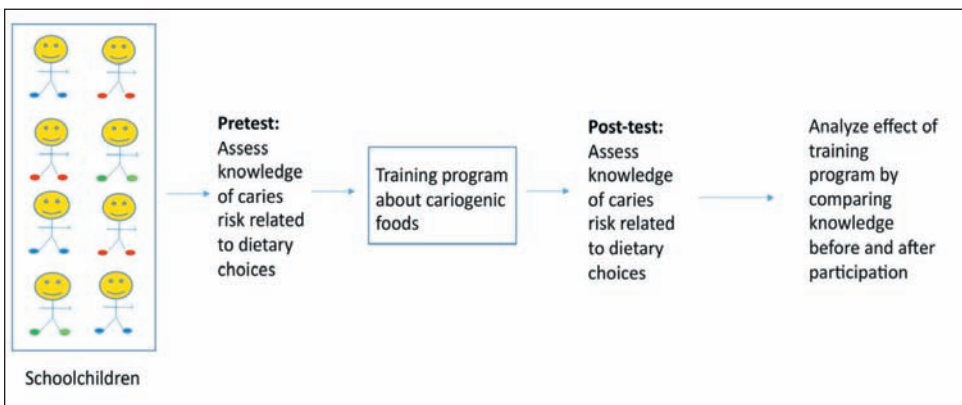 Schoolchildren
Pretest:
Assess
knowledge
of caries
risk related
to dietary
choices
Training program
about cariogenic
foods
Post-test:
Assess
knowledge
of caries
risk related
to dietary
choices
Analyze effect of
training
program by
comparing
knowledge
before and after
participation